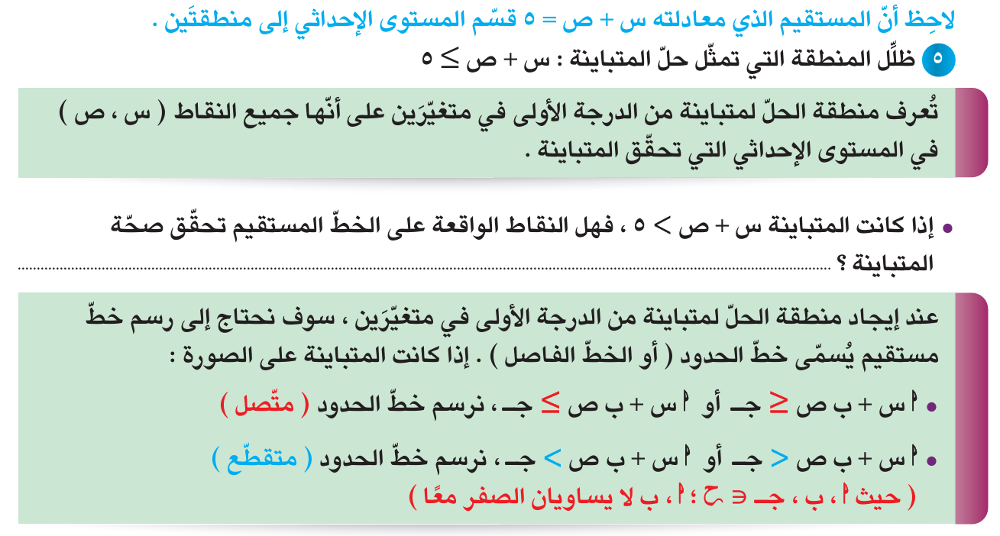 لاحِظ أنّ المستقيم الذي معادلته س + ص = ٥ قسّم المستوى الإحداثي إلى منطقتَين .
٥ ظلِّل المنطقة التي تمثّل حلّ المتباينة : س + ص ≤ ٥
تُعرف منطقة الحلّ لمتباينة من الدرجة الأولى في متغيّرَين على أنّها جميع النقاط ( س ، ص )
في المستوى الإحداثي التي تحقّق المتباينة .
• إذا كانت المتباينة س + ص < ٥ ، فهل النقاط الواقعة على الخطّ المستقيم تحقّق صحّة
المتباينة ؟
عند إيجاد منطقة الحلّ لمتباينة من الدرجة الأولى في متغيّرَين ، سوف نحتاج إلى رسم خطّ
مستقيم يُسمّى خطّ الحدود ( أو الخطّ الفاصل ) . إذا كانت المتباينة على الصورة :
• أ س + ب ص ≥ جـ أو أ س + ب ص ≤ جـ ، نرسم خطّ الحدود ( متّصل )
• أ س + ب ص > جـ أو أ س + ب ص < جـ ، نرسم خطّ الحدود ( متقطّع )
( حيث أ ، ب ، جـ ∈ ح ؛ أ ، ب لا يساويان الصفر معًا )